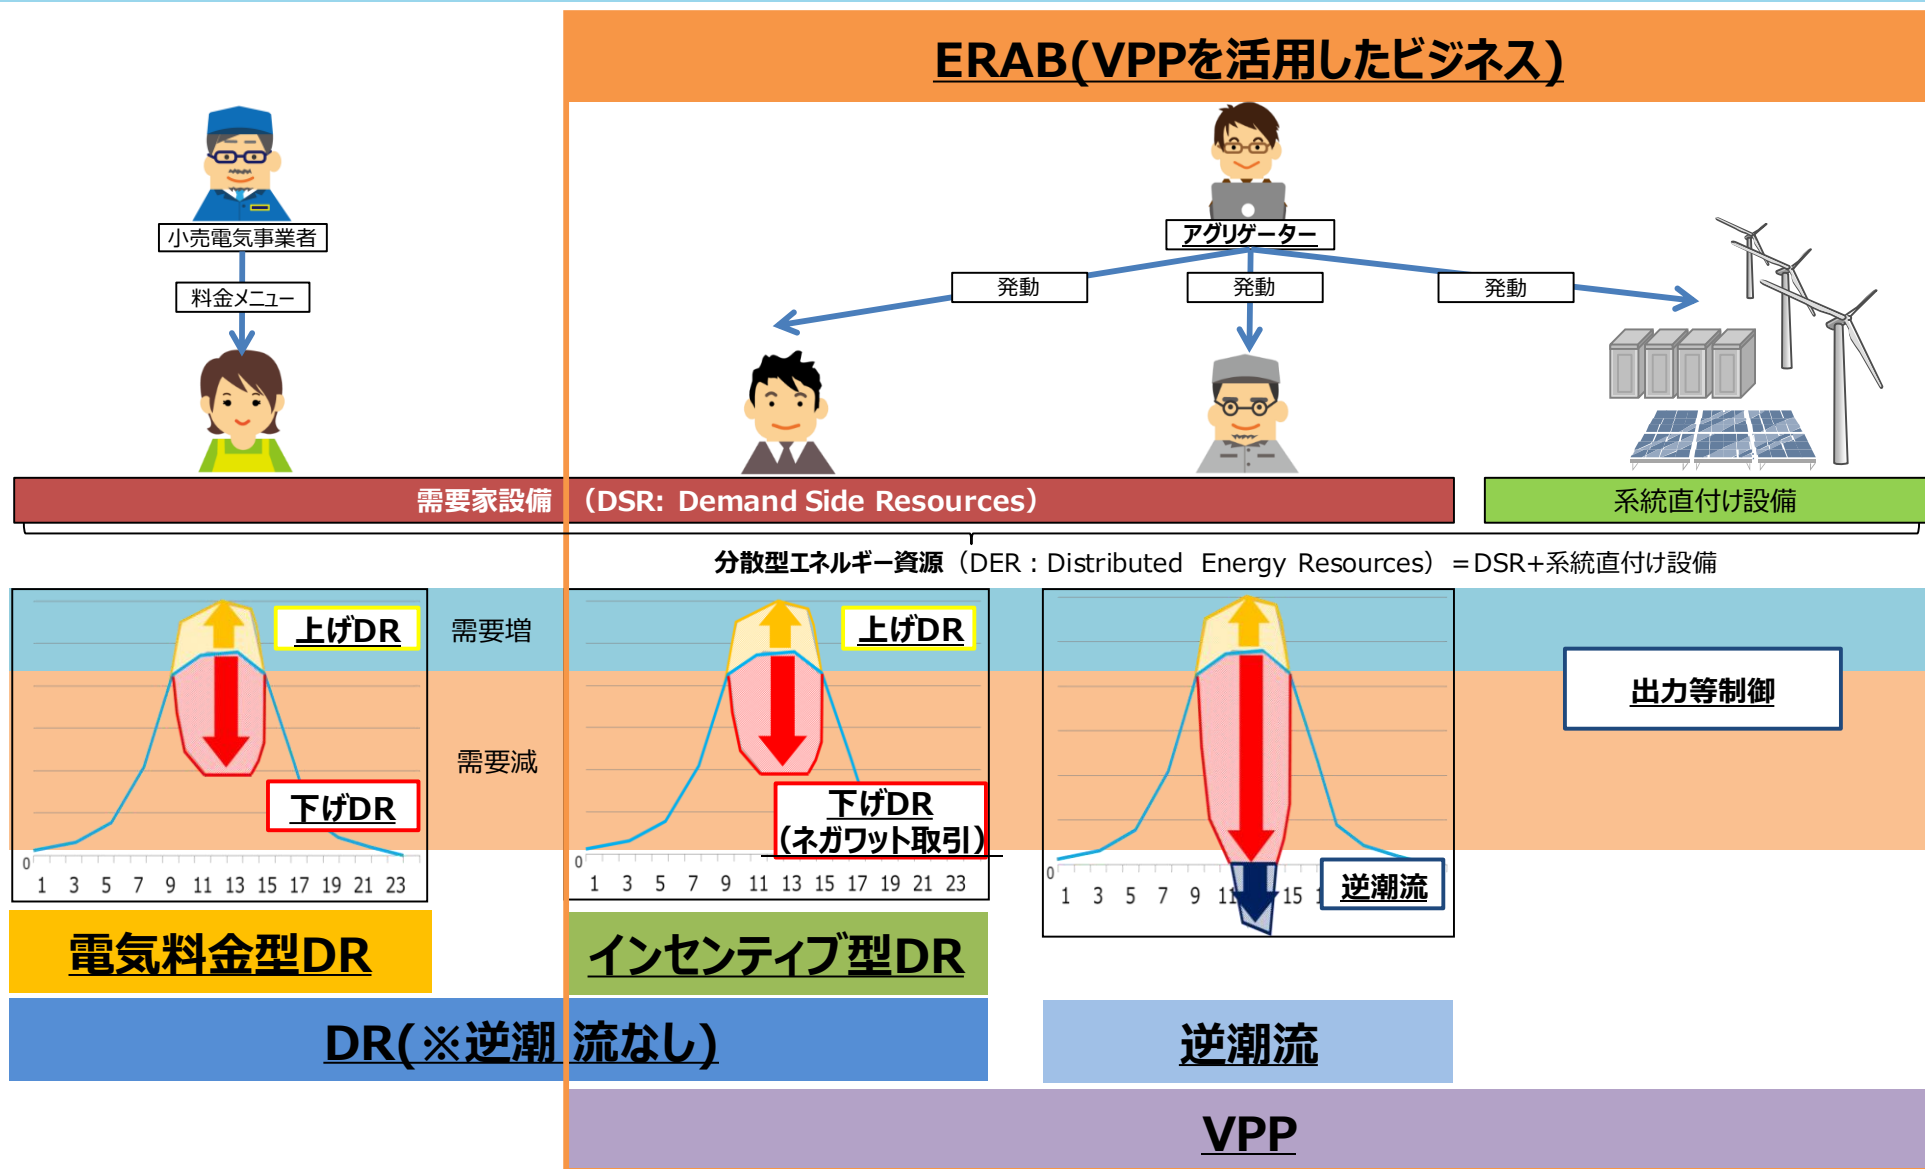 ERAB(VPPを活用したビジネス)
小売電気事業者
アグリゲーター
料金メニュー
発動
発動
発動
需要家設備 （DSR: Demand Side Resources）
系統直付け設備
分散型エネルギー資源（DER：Distributed Energy Resources）＝DSR+系統直付け設備
上げDR
需要増
上げDR
出力等制御
需要減
下げDR
下げDR
（ネガワット取引）
逆潮流
0
1 3 5 7 9 11 13 15 17 19 21 23
0
1 3 5 7 9 11 13 15 17 19 21 23
0
1 3 5 7 9 11 15 1
電気料金型DR
インセンティブ型DR
DR(※逆潮流なし)
逆潮流
VPP